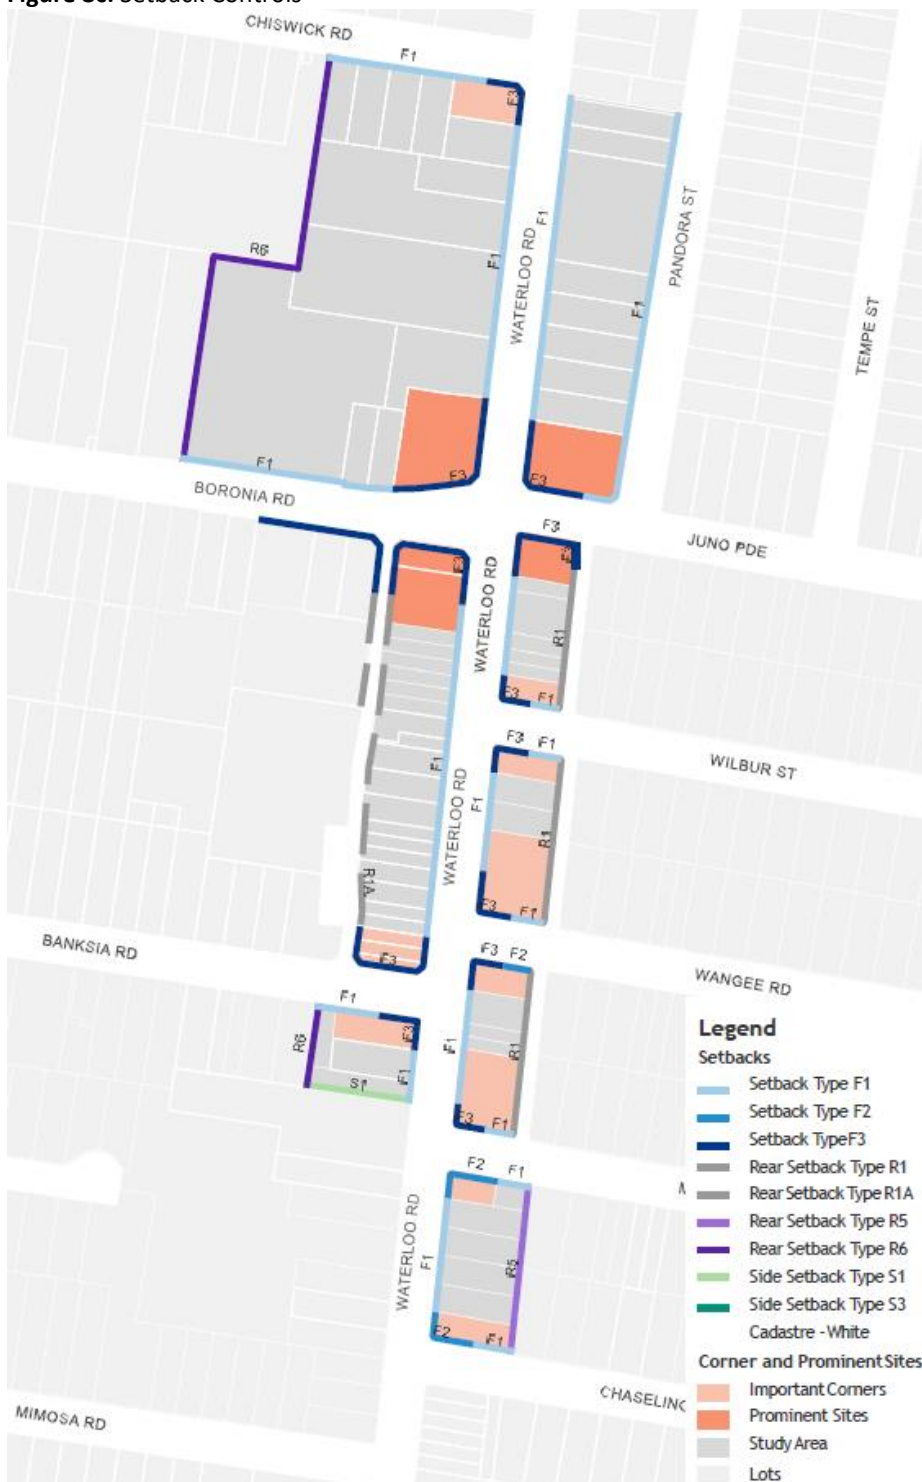 Figure 3c: Setback Controls
CHISWICK RD
F1
F3
F1
F1
WATERLOO RD
PANDORA ST
R6
F1
TEMPE ST
F1
F3
F3
BORONIA RD
F3
JUNO PDE
F3
F3
WATERLOO RD
R1
F3 F1
F3 F1
WILBUR ST
F1
F1
WATERLOO RD
R1
R1A
F3 F1
BANKSIA RD
F3
F3 F2
WANGEE RD
F1
F3
R6
F1
R1
S1
F1
F3 F1
F2 F1
WATERLOO RD
F1
R5
F2
F1
CHASELING
MIMOSA RD
Legend
Setbacks
Setback Type F1
Setback Type F2
Setback TypeF3
Rear Setback Type R1
Rear Setback Type R1A
Rear Setback Type R5
Rear Setback Type R6
Side Setback Type S1
Side Setback Type S3
Cadastre - White
Corner and Prominent Sites
Important Corners
Prominent Sites
Study Area
Lots